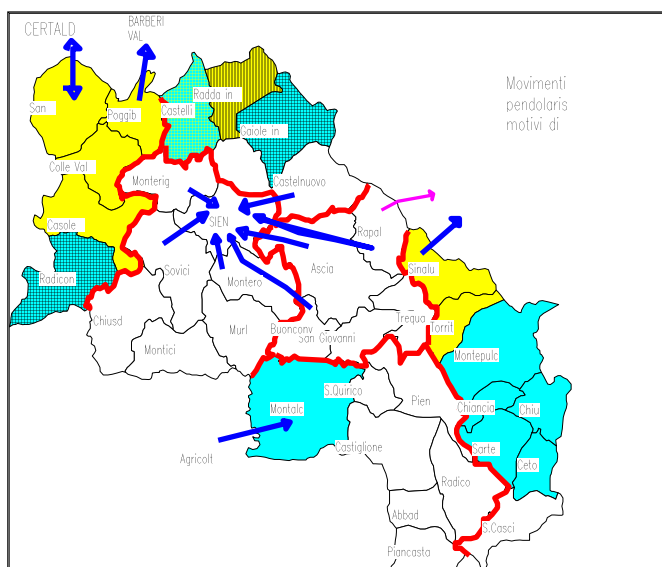 CERTALD
BARBERI
VAL
Movimenti
pendolaris
motivi di
San
Poggib
Castelli
Radda in
Gaiole in
Colle Val
Monterig
Castelnuovo
Casole
SIEN
Rapal
Radicon
Sovici
Montero
Ascia
Sinalu
Chiusd
Montici
Murl
Buonconv
San Giovanni
Trequa
Torrit
Montepulc
S.Quirico
Pien
Chiancia
Chiu
Montalc
Agricolt
Castiglione
Sarte
Ceto
Radico
Abbad
S.Casci
Piancasta